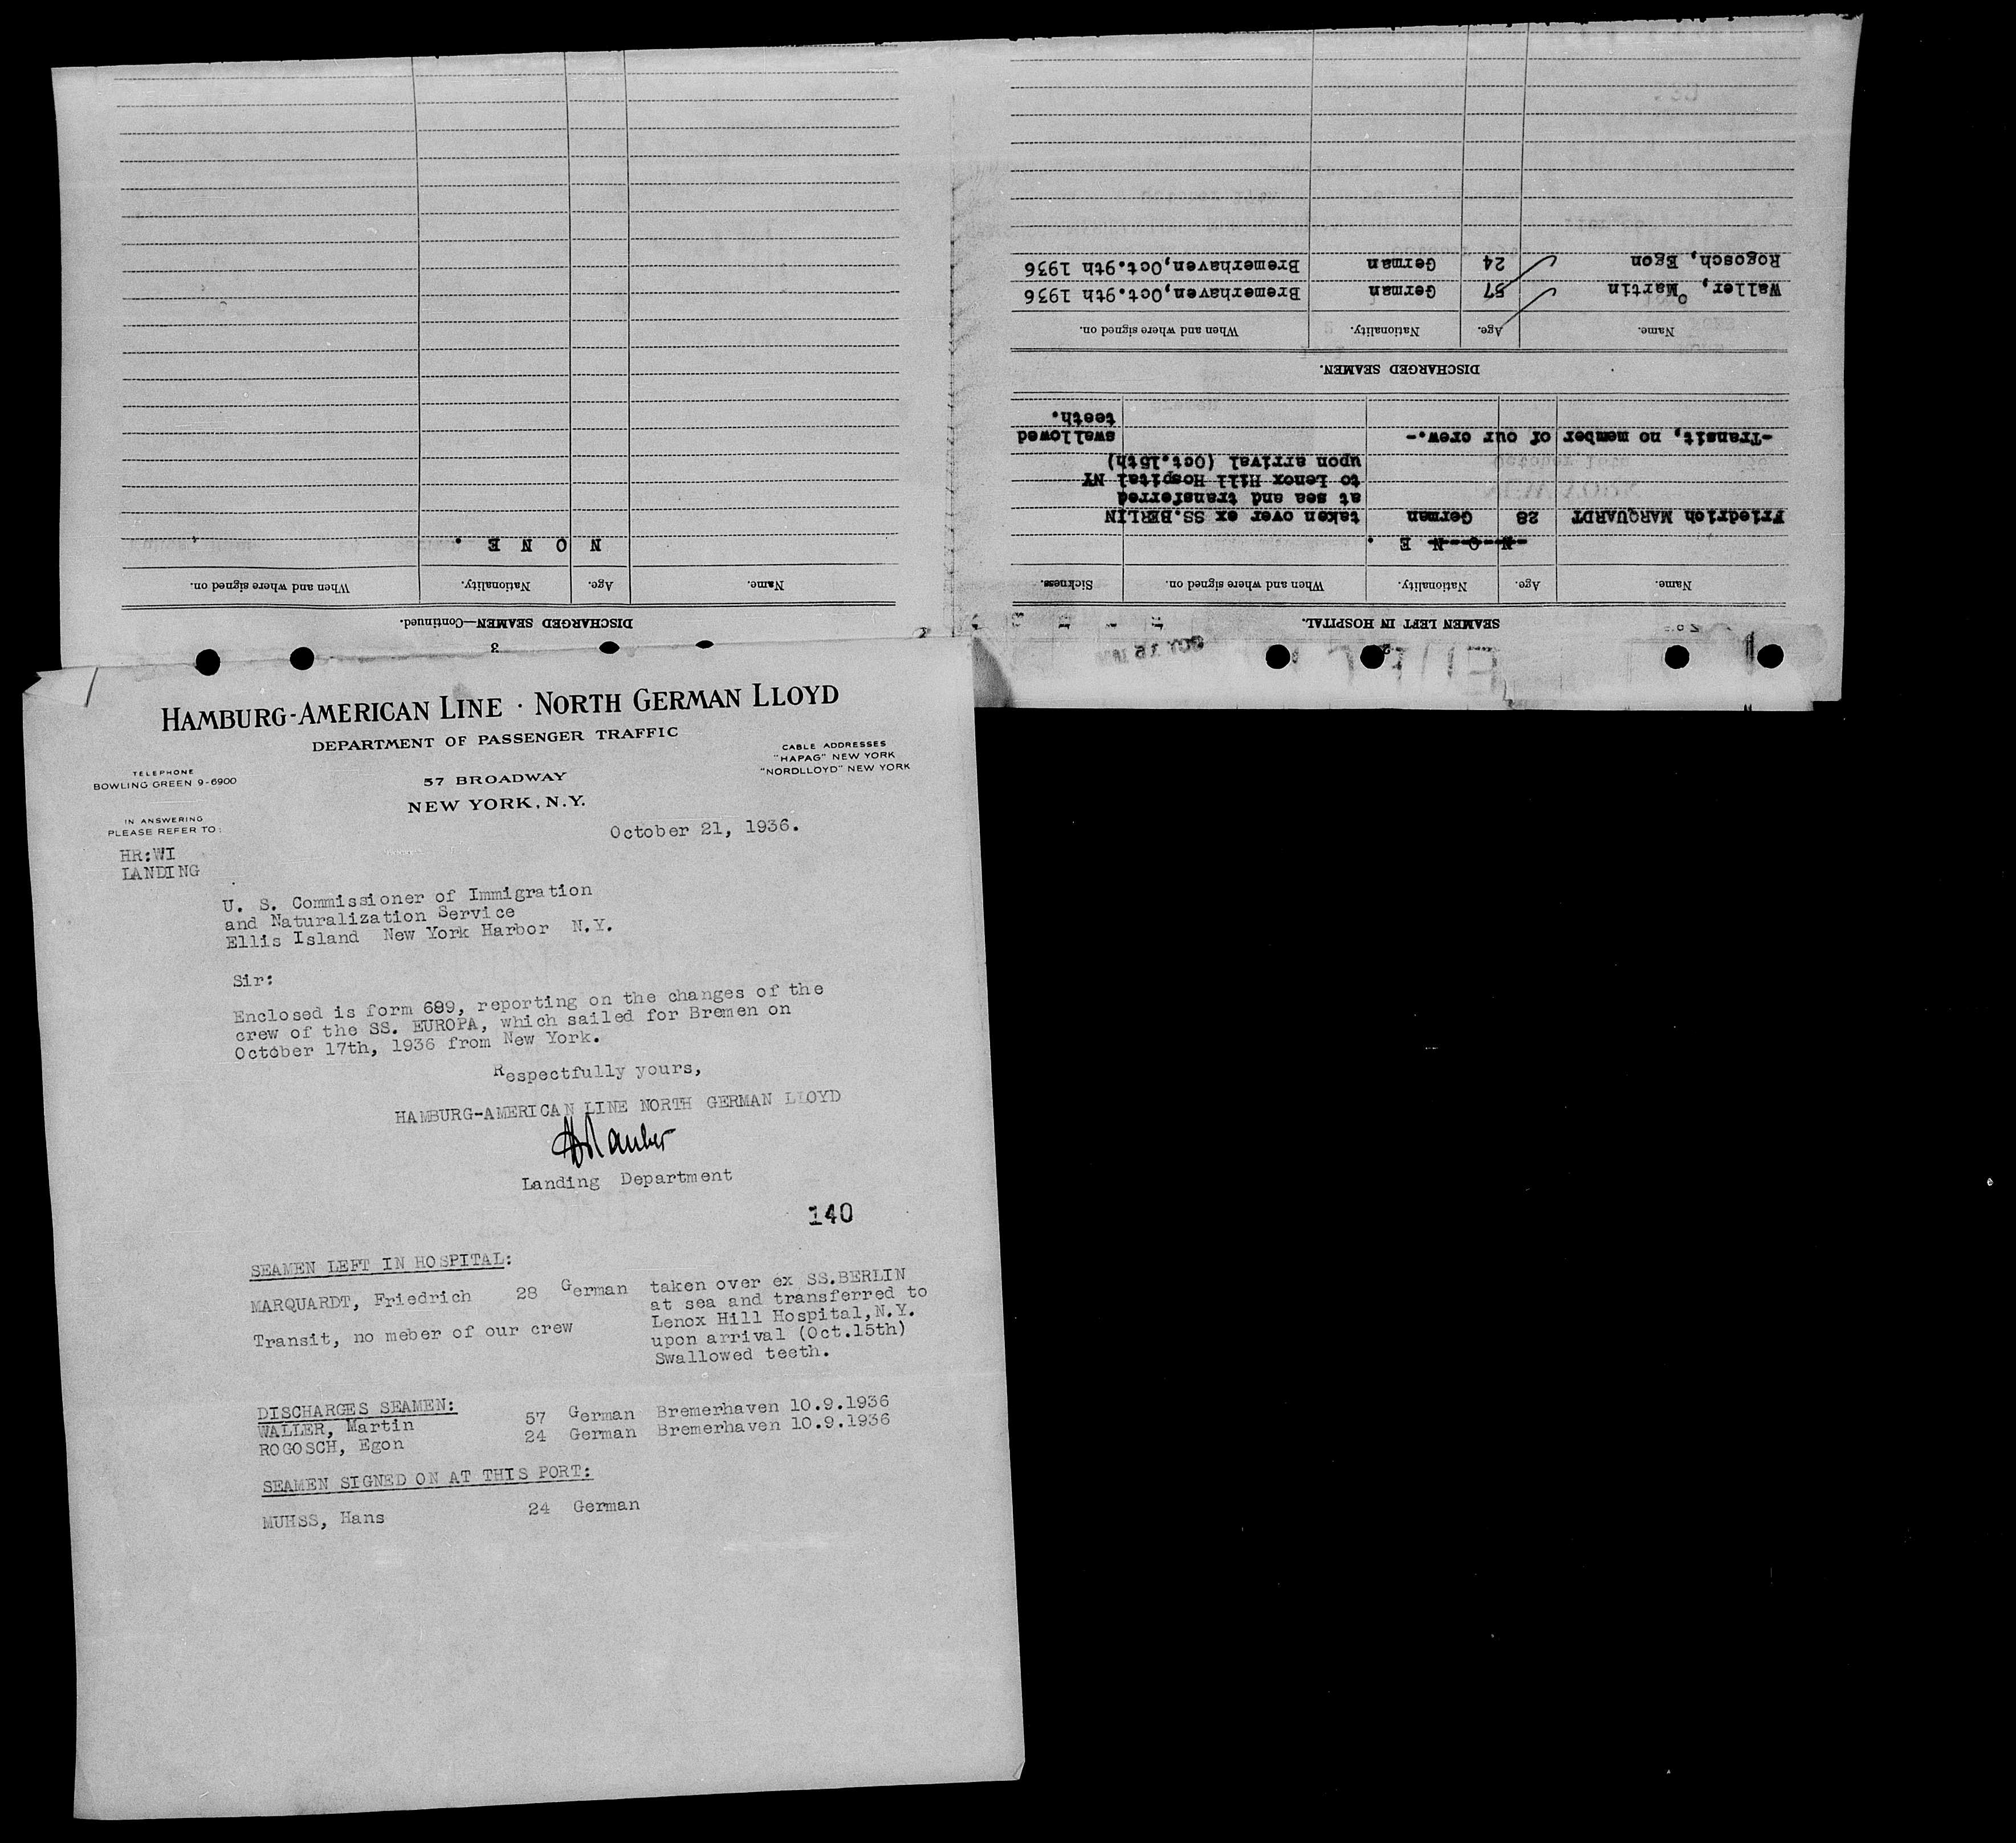 HAMBURG-AMERICAN LINE · NORTH GERMAN LLOYD
DEPARTMENT OF PASSENGER TRAFFIC
57 BROADWAY
NEW YORK, N.Y.
TELEPHONE
BOWLING GREEN 9-6900
CABLE ADDRESSES
"HAPAG" NEW YORK
"NORDLLOYD" NEW YORK
IN ANSWERING
PLEASE REFER TO:
HR:WI
LANDING
October 21, 1936.
U. S. Commissioner of Immigration
and Naturalization Service
Ellis Island New York Harbor N.Y.
Sir:
Enclosed is form 689, reporting on the changes of the
crew of the SS. EUROPA, which sailed for Bremen on
October 17th, 1936 from New York.
Respectfully yours,
HAMBURG-AMERICAN LINE NORTH GERMAN LLOYD
Landing Department
140
SEAMEN LEFT IN HOSPITAL:
MARQUARDT, Friedrich 28 German taken over ex SS.BERLIN
at sea and transferred to
Lenox Hill Hospital,N.Y.
Transit, no meber of our crew upon arrival (Oct.15th)
Swallowed teeth.
DISCHARGES SEAMEN:
WALLER, Martin 57 German Bremerhaven 10.9.1936
ROGOSCH, Egon 24 German Bremerhaven 10.9.1936
SEAMEN SIGNED ON AT THIS PORT:
MUHSS, Hans 24 German
2
SEAMEN LEFT IN HOSPITAL.
Name. Age. Nationality. When and where signed on. Sickness.
N O N E .
Friedrich MARQUARDT 28 German taken over ex SS.BERLIN
at sea and transferred
to Lenox Hill Hospital NY
upon arrival (Oct.15th)
-Transit, no member of our crew.- swallowed
teeth.
DISCHARGED SEAMEN.
Name. Age. Nationality. When and where signed on.
Waller, Martin 57 German Bremerhaven,Oct.9th 1936
Rogosch, Egon 24 German Bremerhaven,Oct.9th 1936
3
DISCHARGED SEAMEN—Continued.
Name. Age. Nationality. When and where signed on.
N O N E .